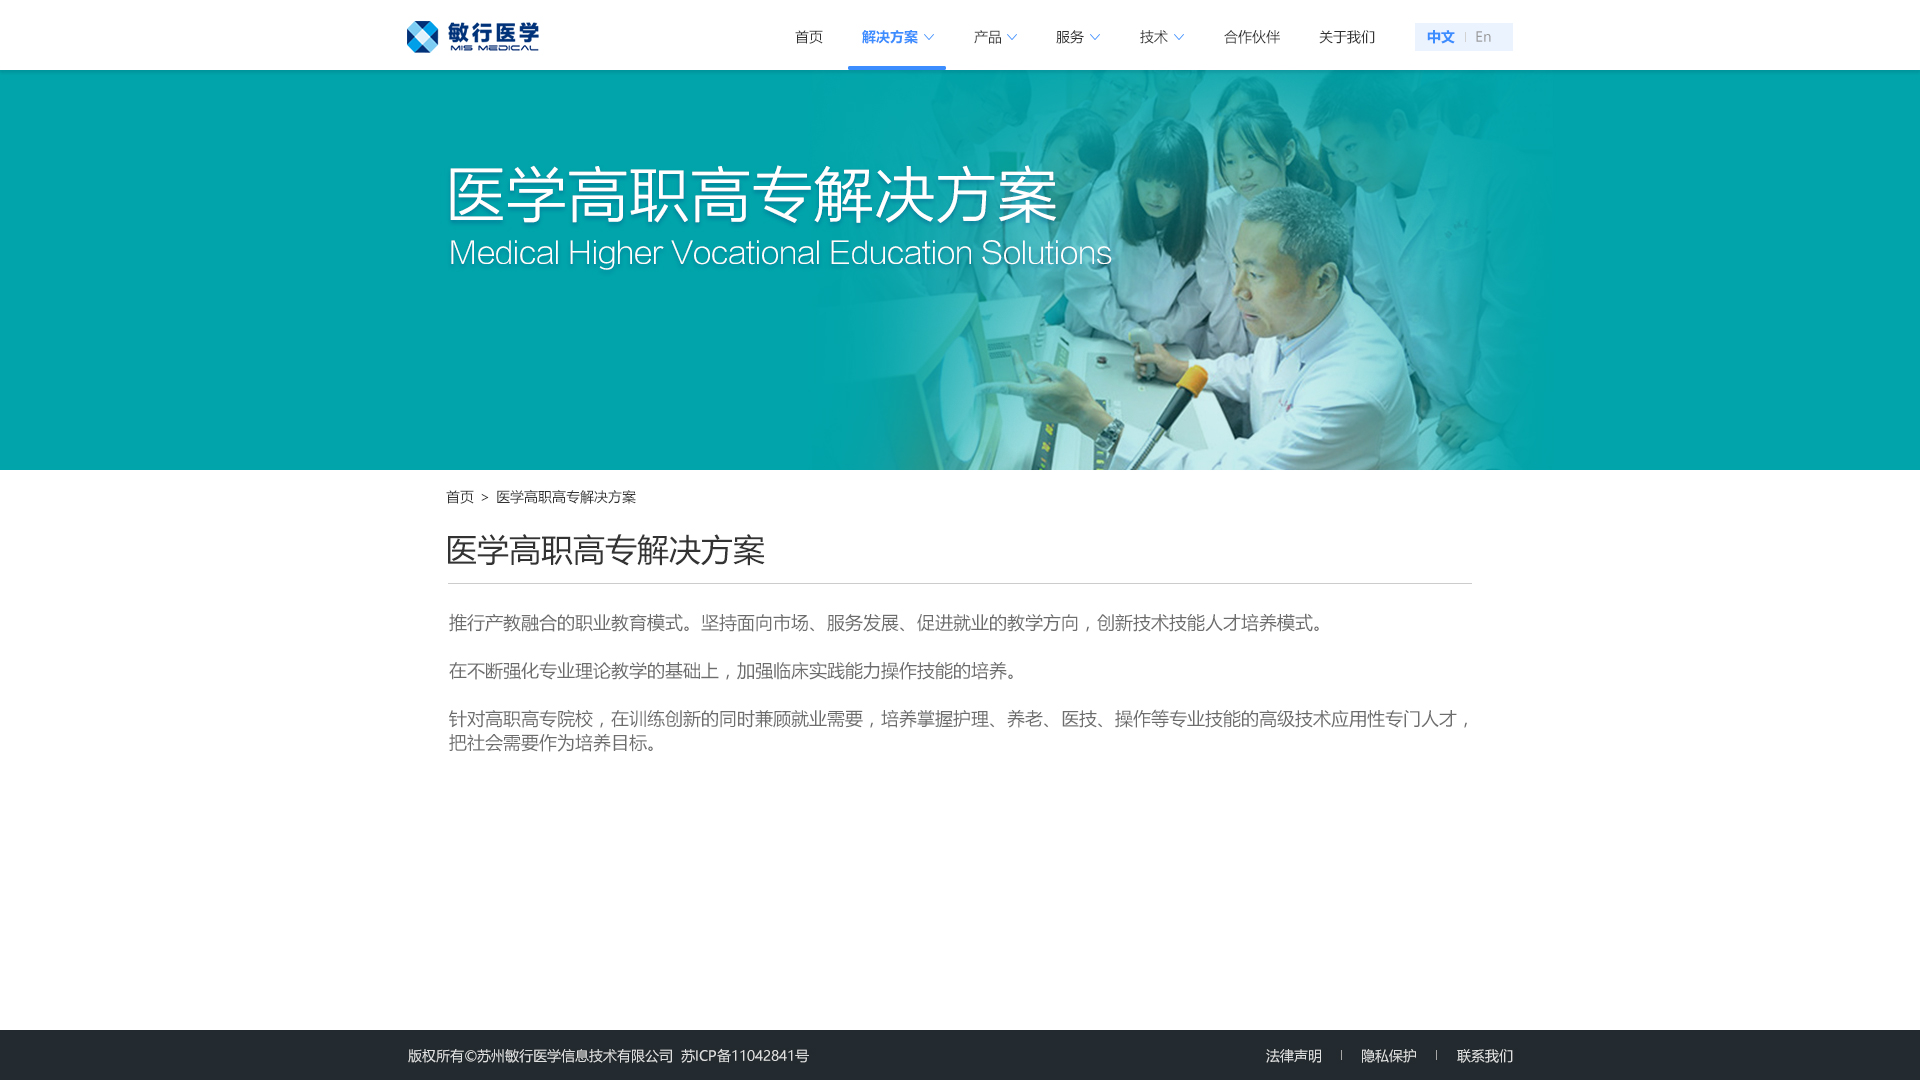 敏行医学
MIS MEDICAL
首页
解决方案
产品
服务
技术
合作伙伴
关于我们
中文
En
医学高职高专解决方案
Medical Higher Vocational Education Solutions
首页 > 医学高职高专解决方案
医学高职高专解决方案
推行产教融合的职业教育模式。坚持面向市场、服务发展、促进就业的教学方向，创新技术技能人才培养模式。
在不断强化专业理论教学的基础上，加强临床实践能力操作技能的培养。
针对高职高专院校，在训练创新的同时兼顾就业需要，培养掌握护理、养老、医技、操作等专业技能的高级技术应用性专门人才，
把社会需要作为培养目标。
版权所有©苏州敏行医学信息技术有限公司 苏ICP备11042841号
法律声明
隐私保护
联系我们